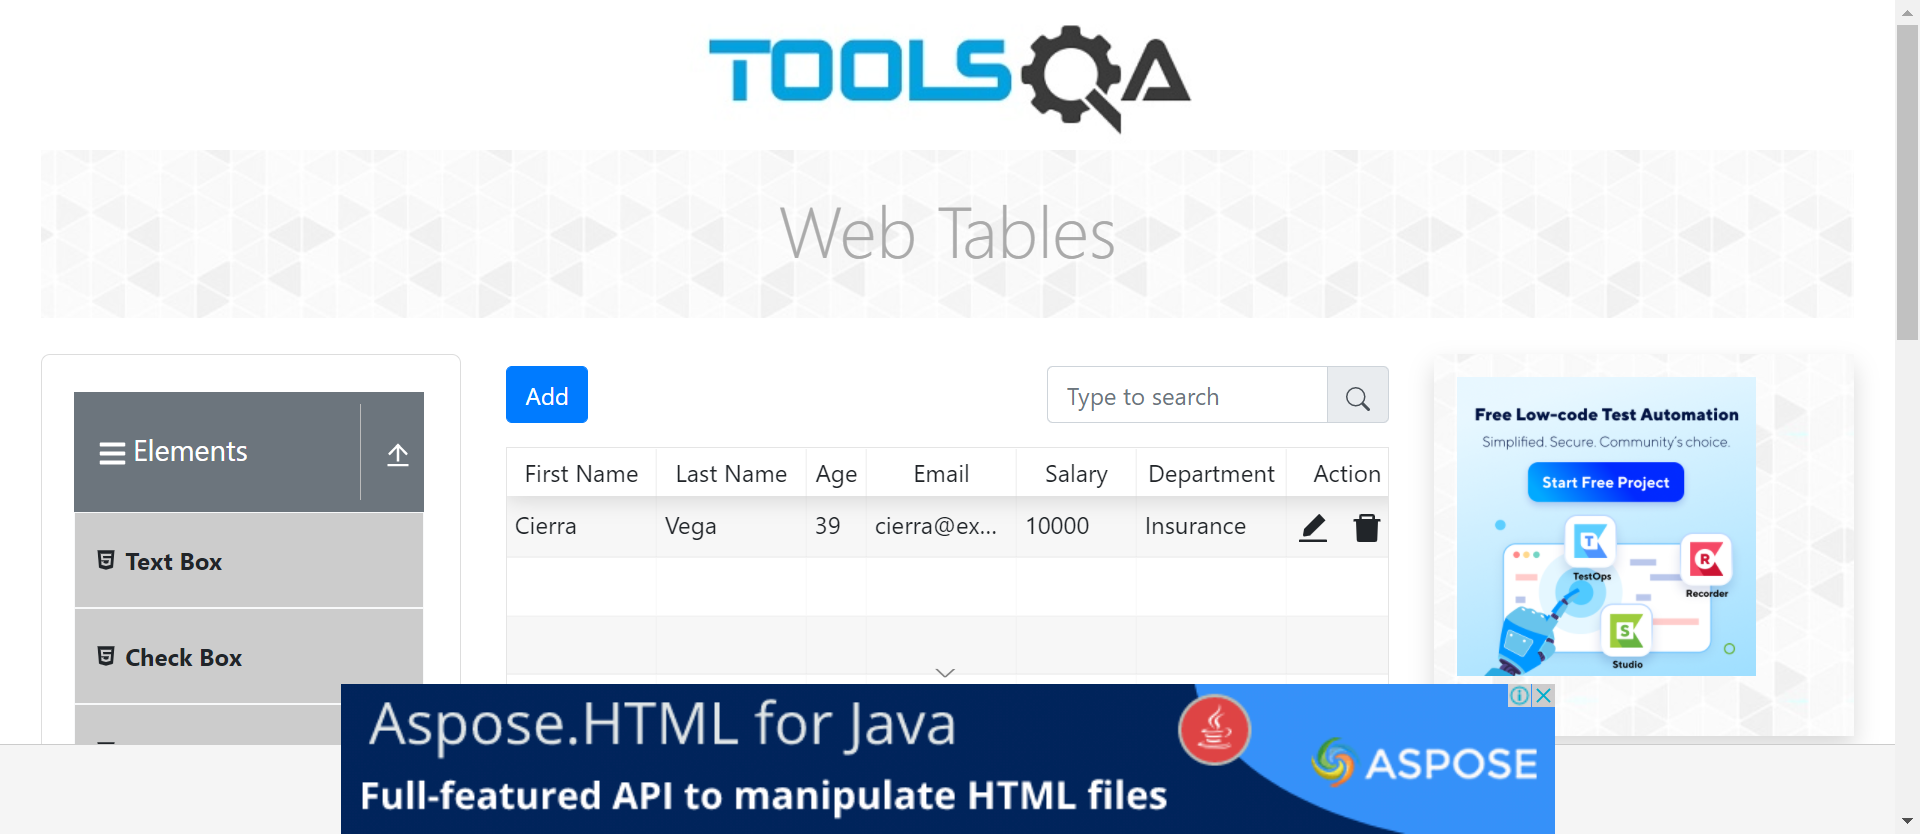 TOOLSQA
Web Tables
Elements
Text Box
Check Box
Add
Type to search
First Name Last Name Age Email Salary Department Action
Cierra Vega 39 cierra@ex... 10000 Insurance
Free Low-code Test Automation
Simplified. Secure. Community's choice.
Start Free Project
TestOps
Recorder
Studio
Aspose.HTML for Java
Full-featured API to manipulate HTML files
ASPOSE